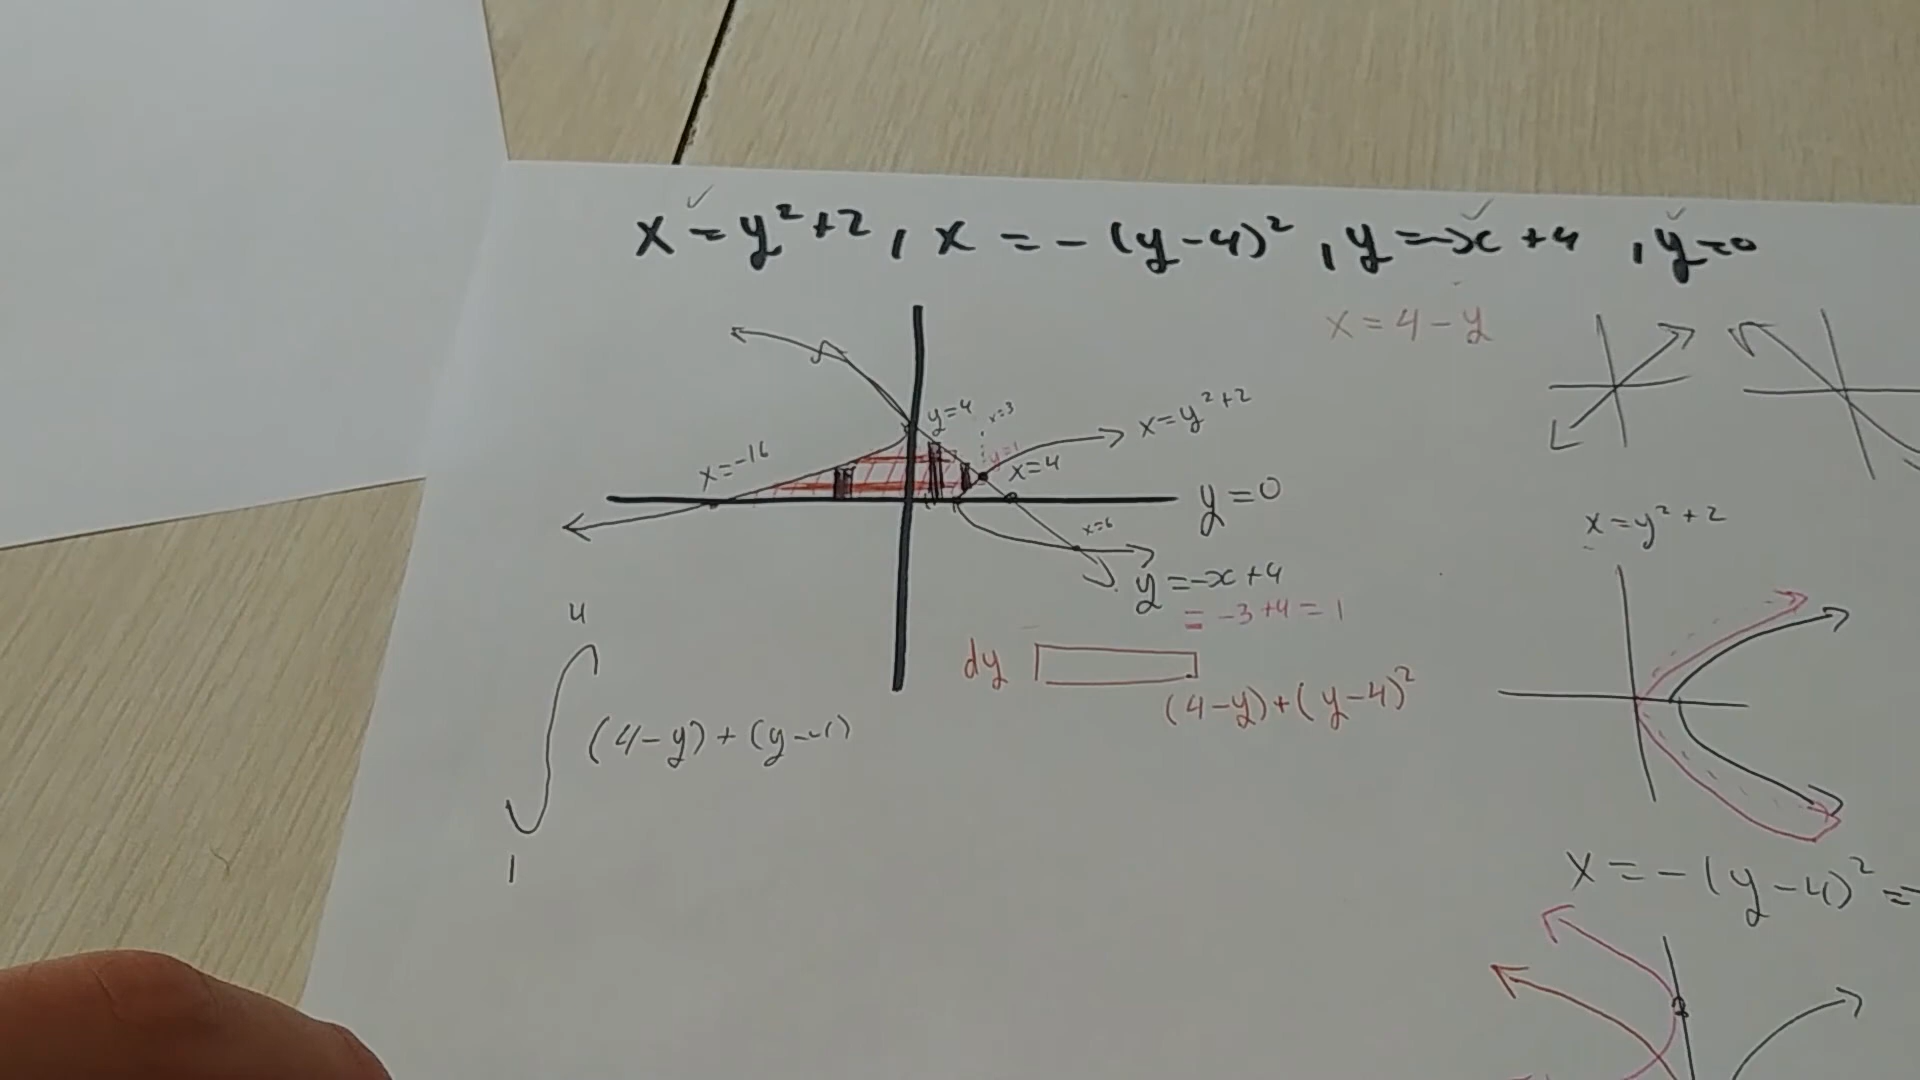 x = y² + 2 , x = - (y - 4)² , y = -x + 4 , y = 0
x = 4 - y
y = 4
x = 3
x = y² + 2
x = -16
y = 1
x = 4
y = 0
x = y² + 2
x = 6
y = -x + 4
= -3 + 4 = 1
4
dy
(4 - y) + (y - 4)²
(4 - y) + (y - 4)
1
x = - (y - 4)² =